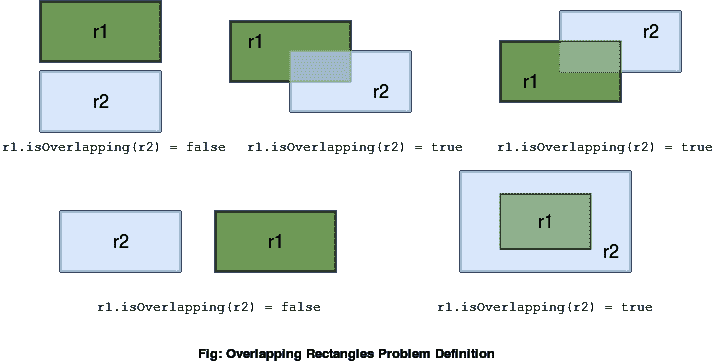 r1
r2
r1.isOverlapping(r2) = false
r1
r2
r1.isOverlapping(r2) = true
r2
r1
r1.isOverlapping(r2) = true
r2
r1
r1.isOverlapping(r2) = false
r1
r2
r1.isOverlapping(r2) = true
Fig: Overlapping Rectangles Problem Definition